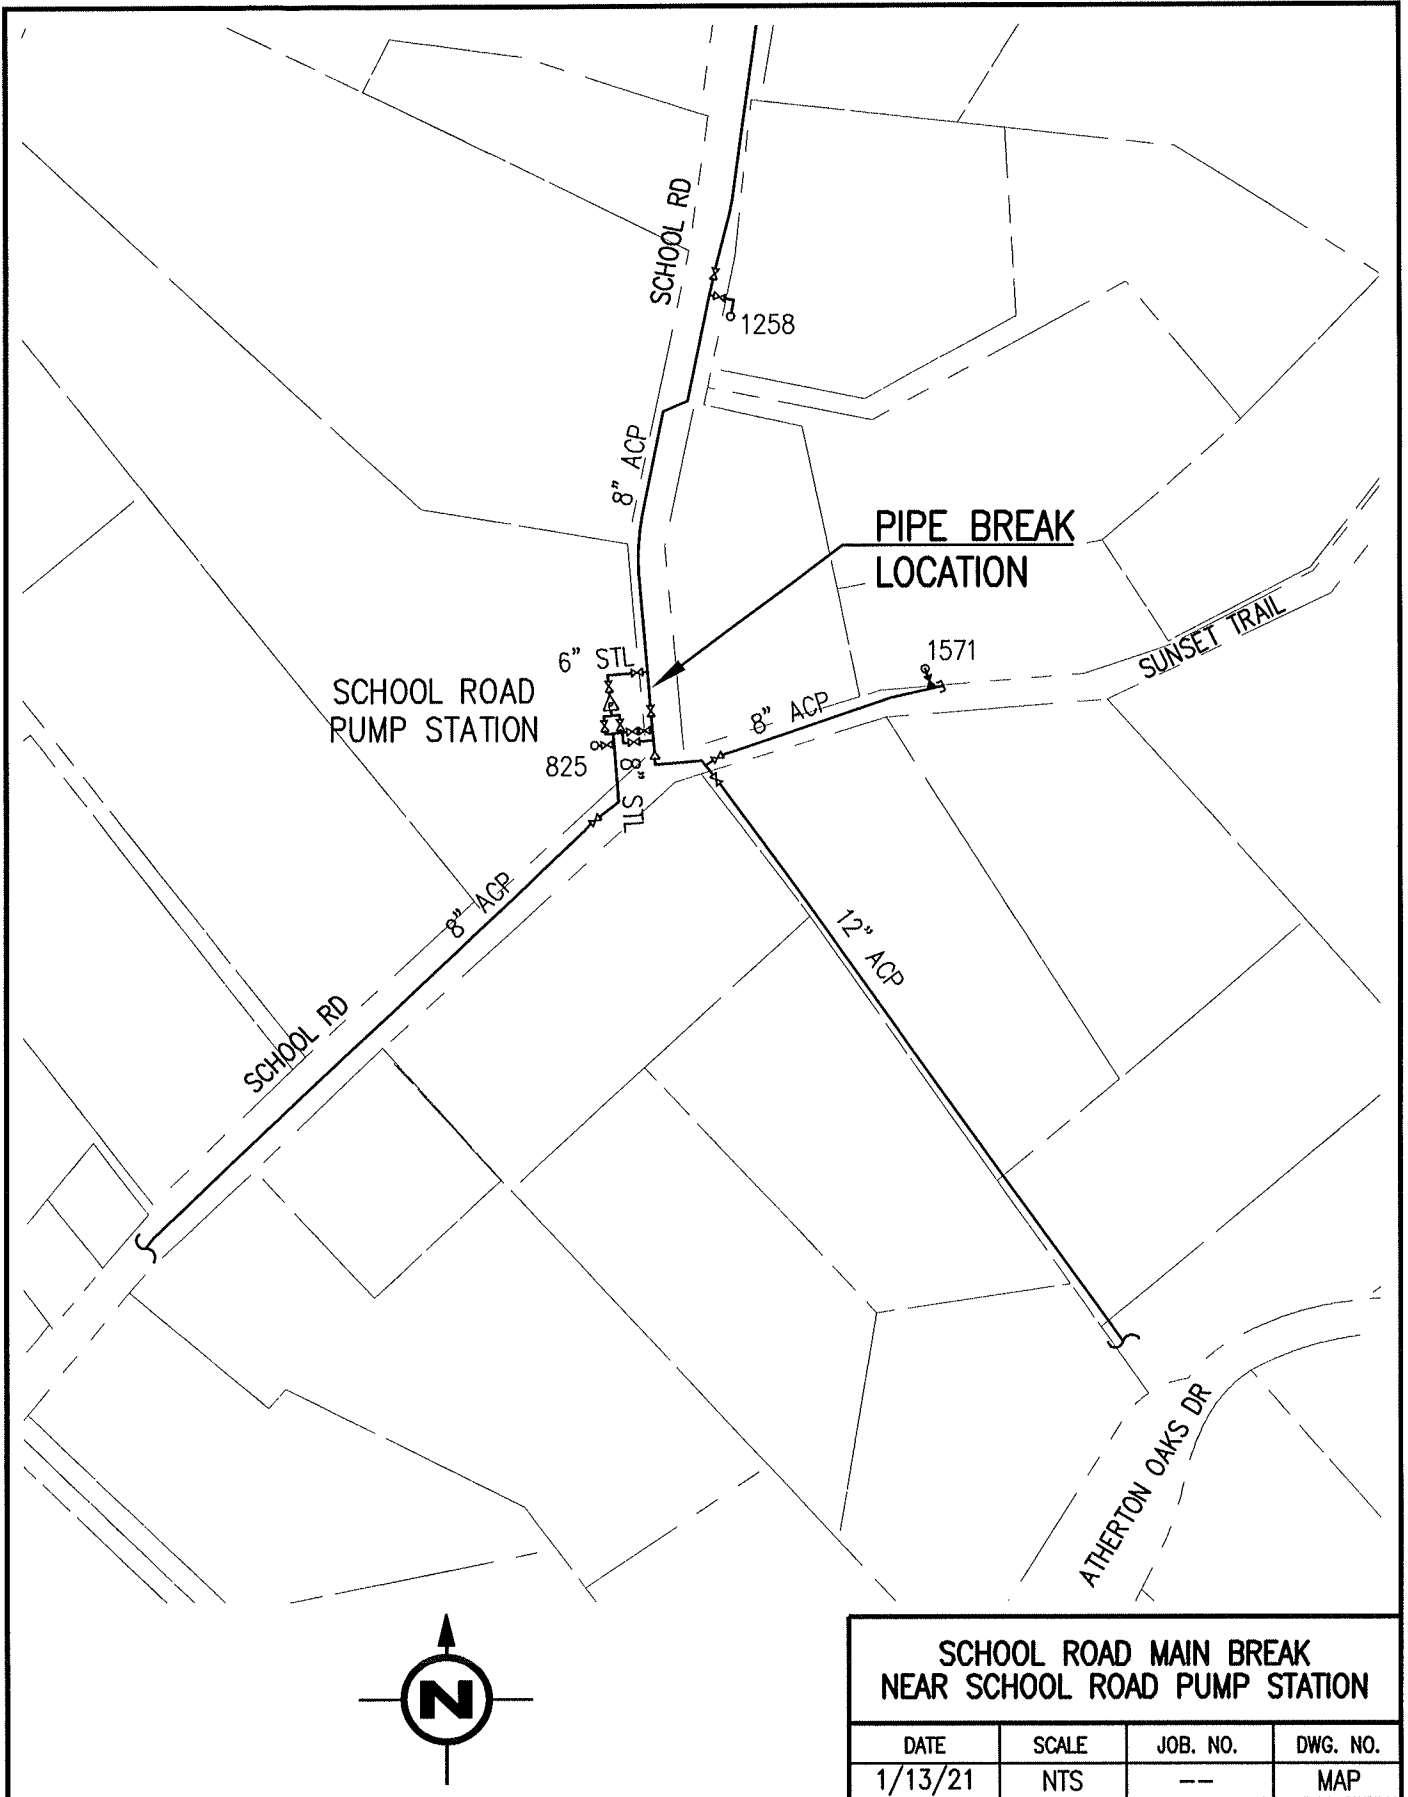 SCHOOL RD
1258
8" ACP
PIPE BREAK
LOCATION
SUNSET TRAIL
1571
6" STL
SCHOOL ROAD
PUMP STATION
8" ACP
825
8" STL
8" ACP
12" ACP
SCHOOL RD
ATHERTON OAKS DR
N
SCHOOL ROAD MAIN BREAK
NEAR SCHOOL ROAD PUMP STATION
DATE SCALE JOB. NO. DWG. NO.
1/13/21 NTS -- MAP